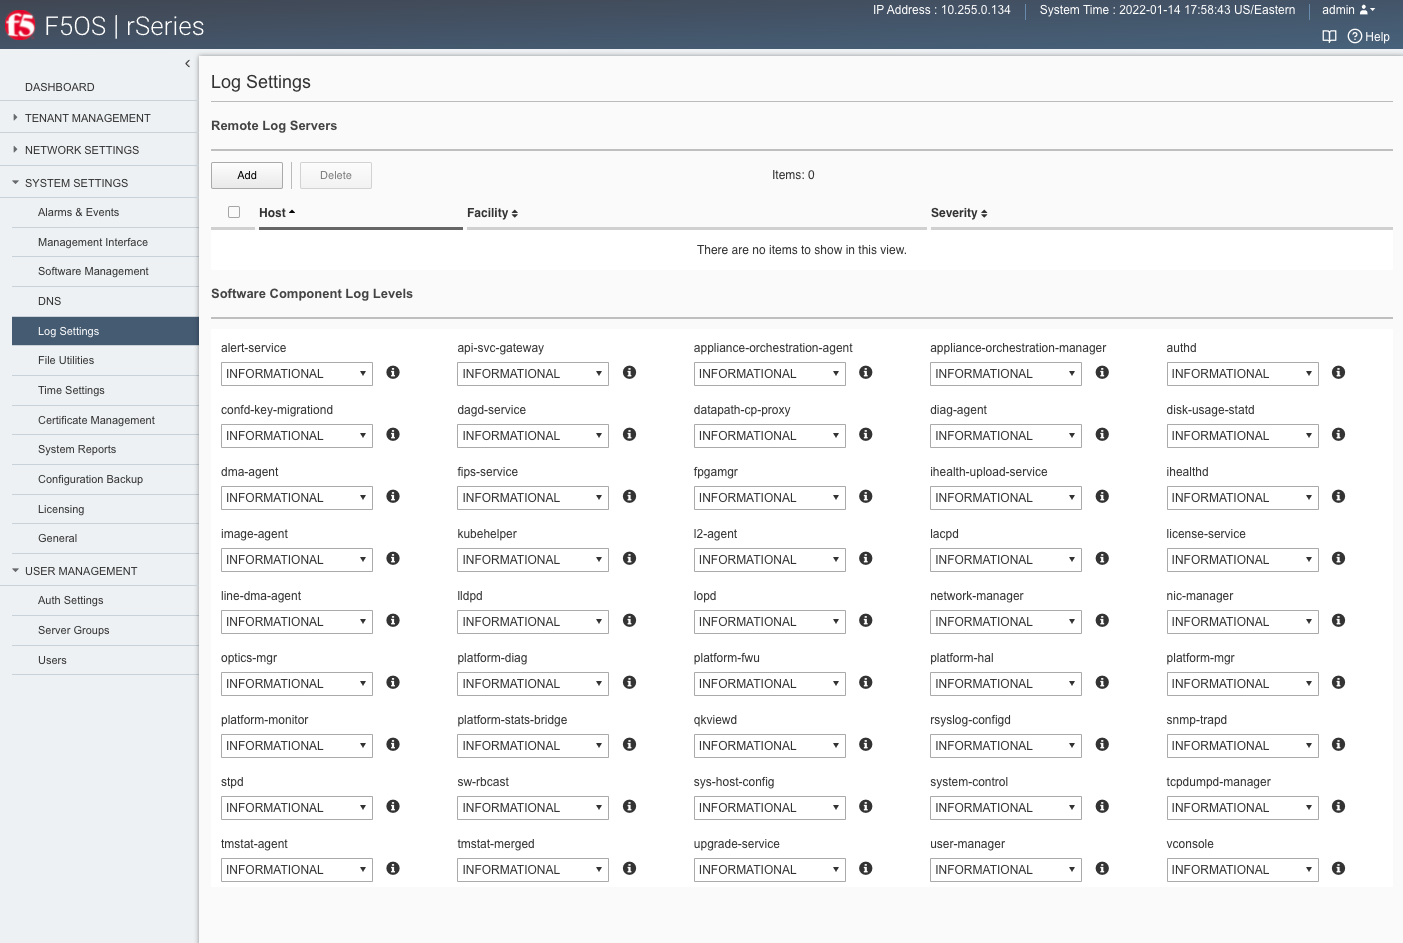 IP Address : 10.255.0.134 System Time : 2022-01-14 17:58:43 US/Eastern admin
f5 F5OS | rSeries
Help
DASHBOARD
TENANT MANAGEMENT
NETWORK SETTINGS
SYSTEM SETTINGS
Alarms & Events
Management Interface
Software Management
DNS
Log Settings
File Utilities
Time Settings
Certificate Management
System Reports
Configuration Backup
Licensing
General
USER MANAGEMENT
Auth Settings
Server Groups
Users
Log Settings
Remote Log Servers
Add Delete Items: 0
Host Facility Severity
There are no items to show in this view.
Software Component Log Levels
alert-service api-svc-gateway appliance-orchestration-agent appliance-orchestration-manager authd
INFORMATIONAL INFORMATIONAL INFORMATIONAL INFORMATIONAL INFORMATIONAL
confd-key-migrationd dagd-service datapath-cp-proxy diag-agent disk-usage-statd
INFORMATIONAL INFORMATIONAL INFORMATIONAL INFORMATIONAL INFORMATIONAL
dma-agent fips-service fpgamgr ihealth-upload-service ihealthd
INFORMATIONAL INFORMATIONAL INFORMATIONAL INFORMATIONAL INFORMATIONAL
image-agent kubehelper l2-agent lacpd license-service
INFORMATIONAL INFORMATIONAL INFORMATIONAL INFORMATIONAL INFORMATIONAL
line-dma-agent lldpd lopd network-manager nic-manager
INFORMATIONAL INFORMATIONAL INFORMATIONAL INFORMATIONAL INFORMATIONAL
optics-mgr platform-diag platform-fwu platform-hal platform-mgr
INFORMATIONAL INFORMATIONAL INFORMATIONAL INFORMATIONAL INFORMATIONAL
platform-monitor platform-stats-bridge qkviewd rsyslog-configd snmp-trapd
INFORMATIONAL INFORMATIONAL INFORMATIONAL INFORMATIONAL INFORMATIONAL
stpd sw-rbcast sys-host-config system-control tcpdumpd-manager
INFORMATIONAL INFORMATIONAL INFORMATIONAL INFORMATIONAL INFORMATIONAL
tmstat-agent tmstat-merged upgrade-service user-manager vconsole
INFORMATIONAL INFORMATIONAL INFORMATIONAL INFORMATIONAL INFORMATIONAL